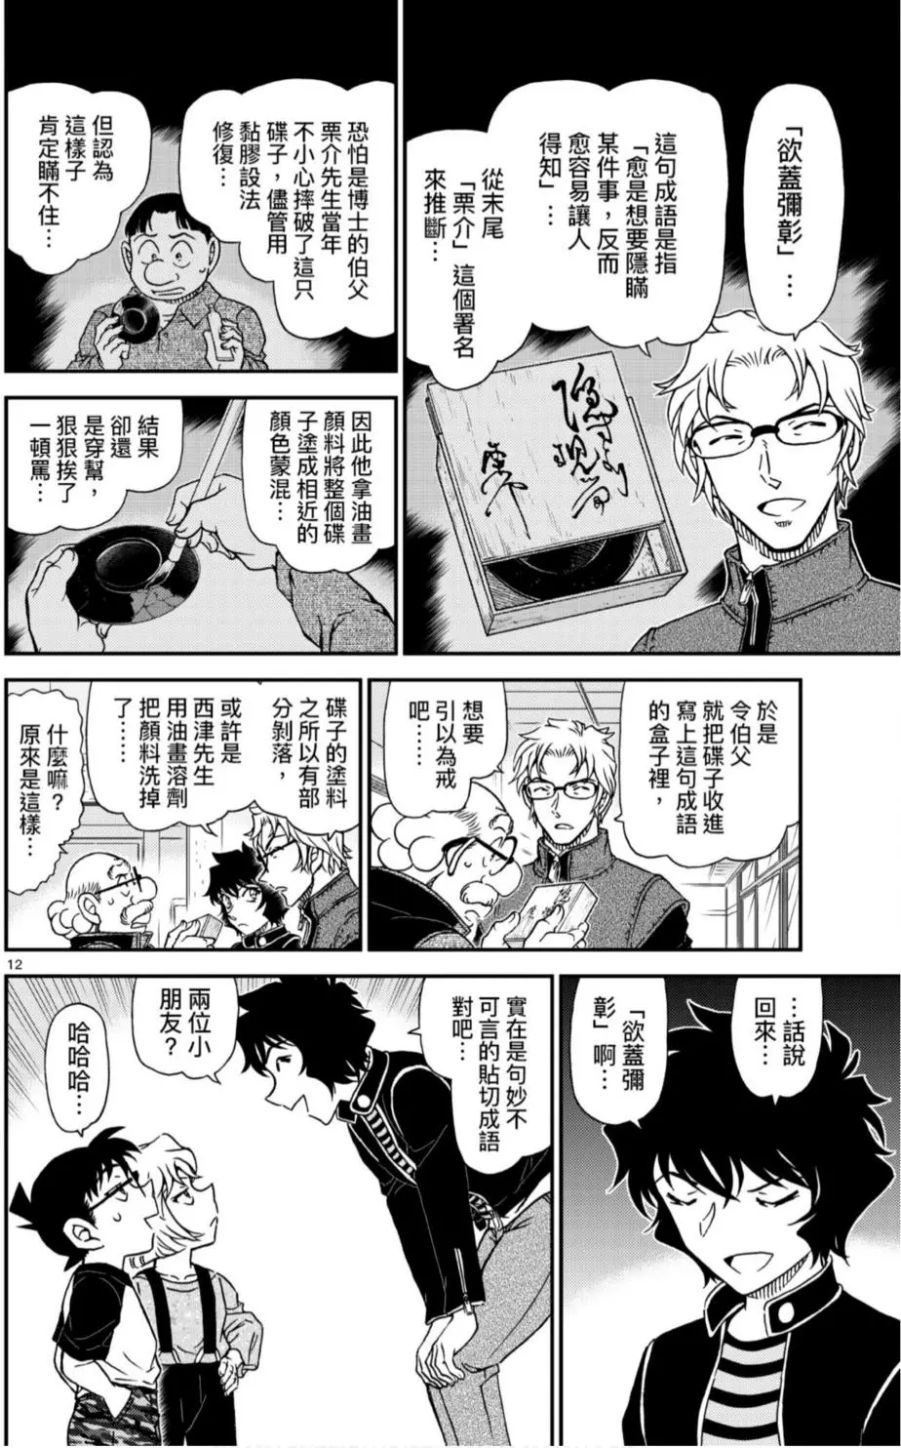 「欲蓋彌彰」…
這句成語是指
「愈是想要隱瞞
某件事，反而
愈容易讓人
得知」…
從末尾
「栗介」這個署名
來推斷…
恐怕是博士的伯父
栗介先生當年
不小心摔破了這只
碟子，儘管用
黏膠設法
修復…
但認為
這樣子
肯定瞞不住…
因此他拿油畫
顏料將整個碟
子塗成相近的
顏色蒙混…
結果
卻還
是穿幫，
狠狠挨了
一頓罵…
於是
令伯父
就把碟子收進
寫上這句成語
的盒子裡，
想要
引以為戒
吧……
碟子的塗料
之所以有部
分剝落，
或許是
西津先生
用油畫溶劑
把顏料洗掉
了……
什麼嘛？
原來是這樣…
12
…話說
回來…
「欲蓋彌
彰」啊…
實在是句妙不
可言的貼切成語
對吧…
兩位小
朋友？
哈哈哈…